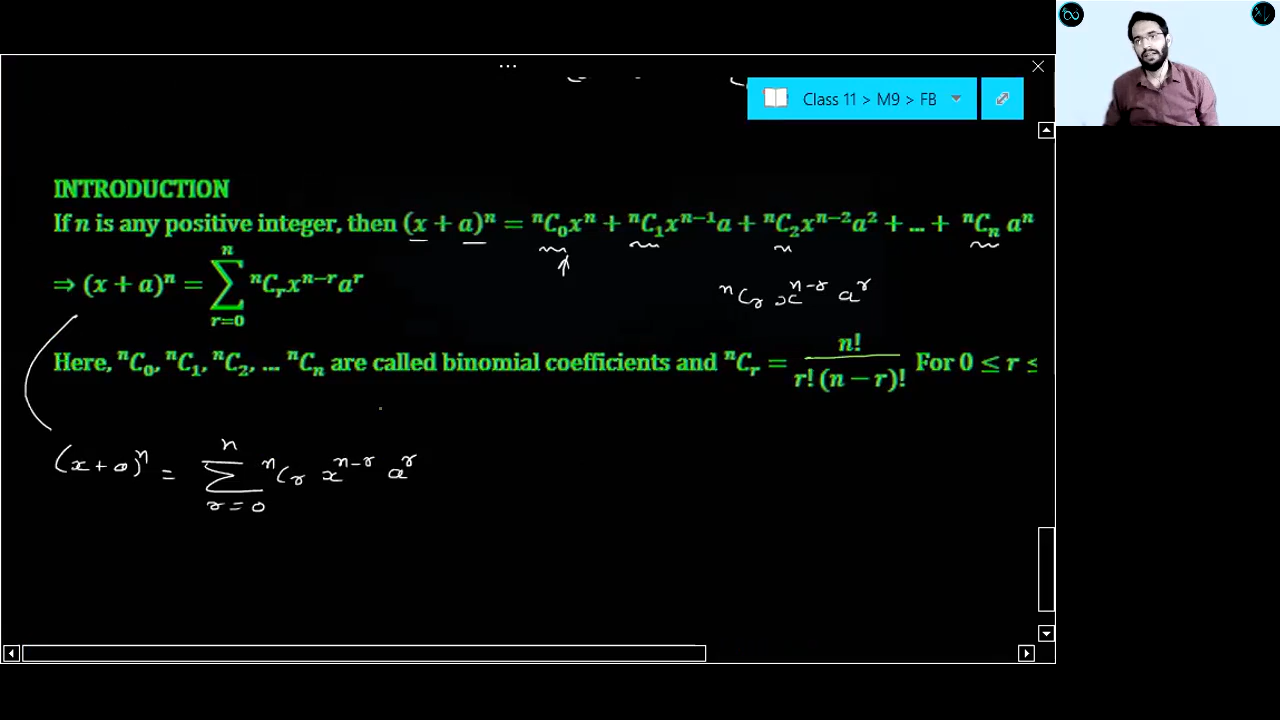 Class 11 > M9 > FB
INTRODUCTION
If n is any positive integer, then (x + a)ⁿ = ⁿC₀xⁿ + ⁿC₁xⁿ⁻¹a + ⁿC₂xⁿ⁻²a² + ... + ⁿCₙ aⁿ
⇒ (x + a)ⁿ = ∑_{r=0}^{n} ⁿCᵣxⁿ⁻ʳaʳ
ⁿCᵣ xⁿ⁻ʳ aʳ
Here, ⁿC₀, ⁿC₁, ⁿC₂, ... ⁿCₙ are called binomial coefficients and ⁿCᵣ = n! / r! (n − r)! For 0 ≤ r ≤
(x + a)ⁿ = ∑_{r=0}^{n} ⁿCᵣ xⁿ⁻ʳ aʳ